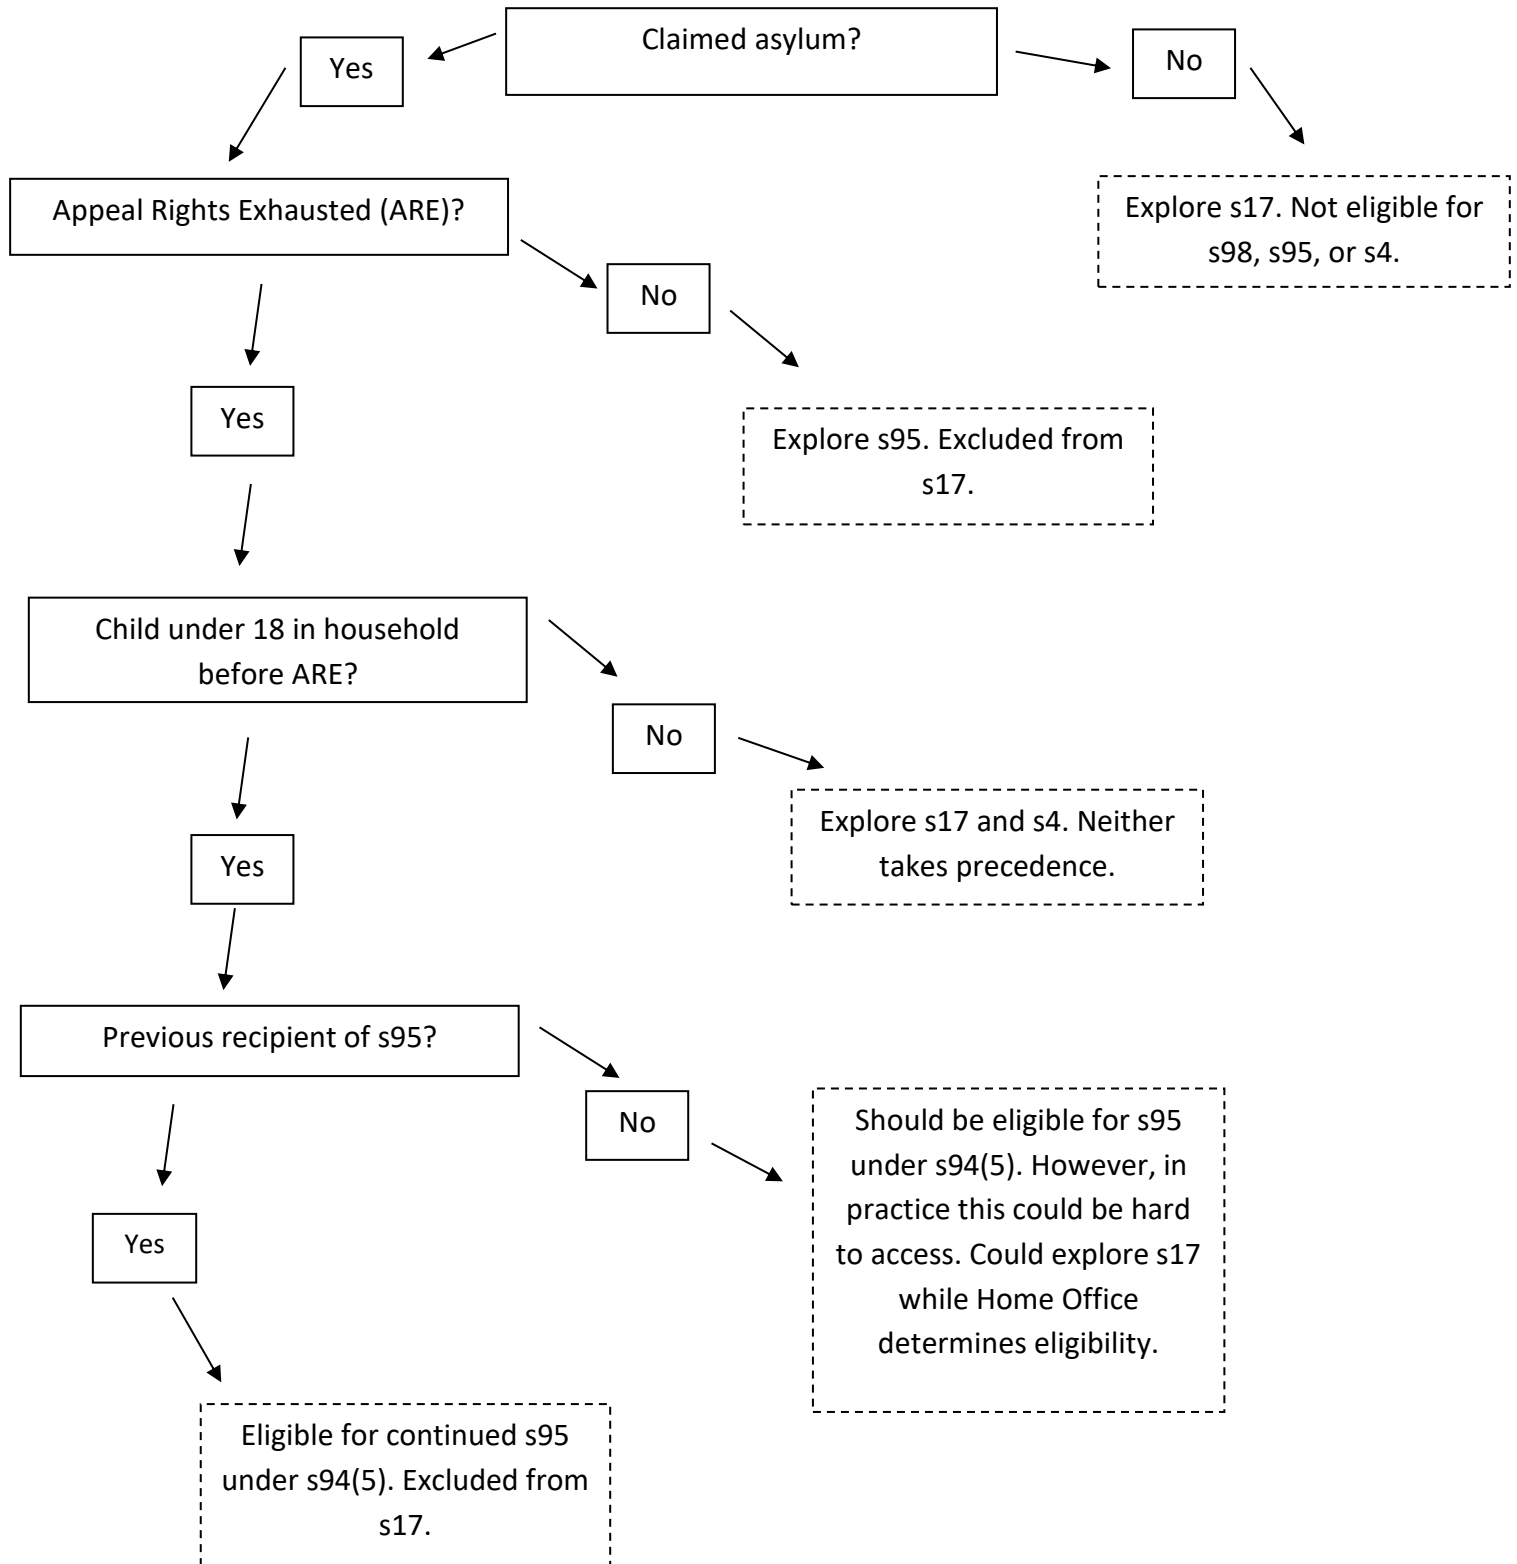 Claimed asylum?
Yes
No
Appeal Rights Exhausted (ARE)?
Explore s17. Not eligible for
s98, s95, or s4.
No
Yes
Explore s95. Excluded from
s17.
Child under 18 in household
before ARE?
No
Explore s17 and s4. Neither
takes precedence.
Yes
Previous recipient of s95?
No
Should be eligible for s95
under s94(5). However, in
practice this could be hard
to access. Could explore s17
while Home Office
determines eligibility.
Yes
Eligible for continued s95
under s94(5). Excluded from
s17.